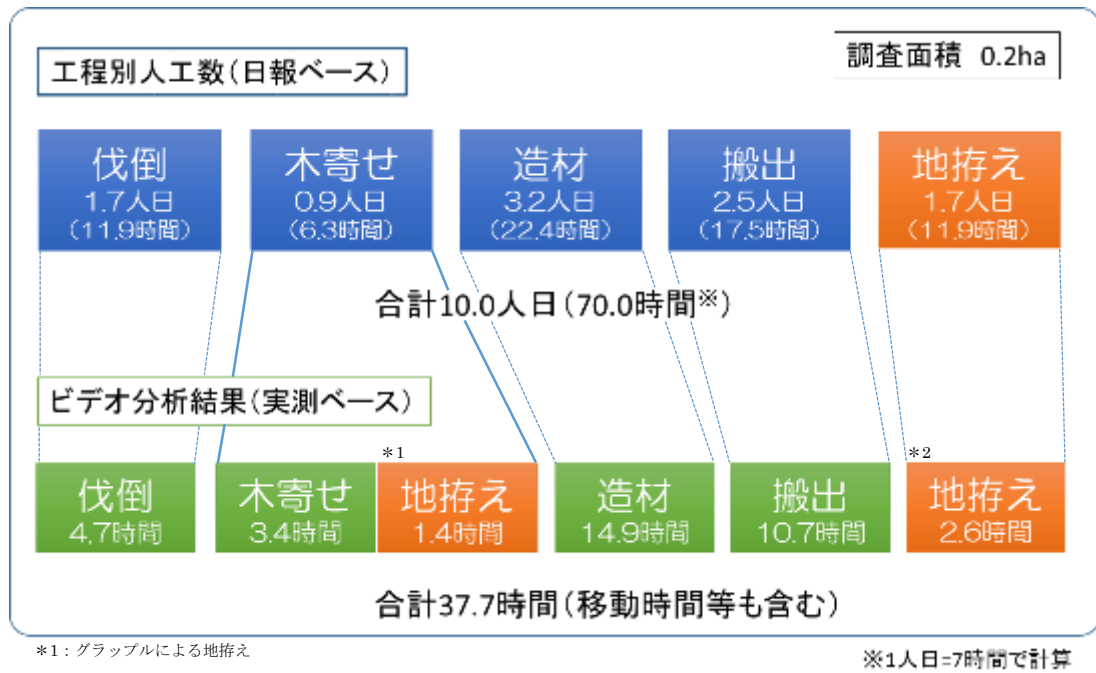 工程別人工数(日報ベース)
調査面積 0.2ha
伐倒
1.7人日
(11.9時間)
木寄せ
0.9人日
(6.3時間)
造材
3.2人日
(22.4時間)
搬出
2.5人日
(17.5時間)
地拵え
1.7人日
(11.9時間)
合計10.0人日(70.0時間※)
ビデオ分析結果(実測ベース)
伐倒
4.7時間
木寄せ
3.4時間
*1
地拵え
1.4時間
造材
14.9時間
搬出
10.7時間
*2
地拵え
2.6時間
合計37.7時間(移動時間等も含む)
*1:グラップルによる地拵え
※1人日=7時間で計算